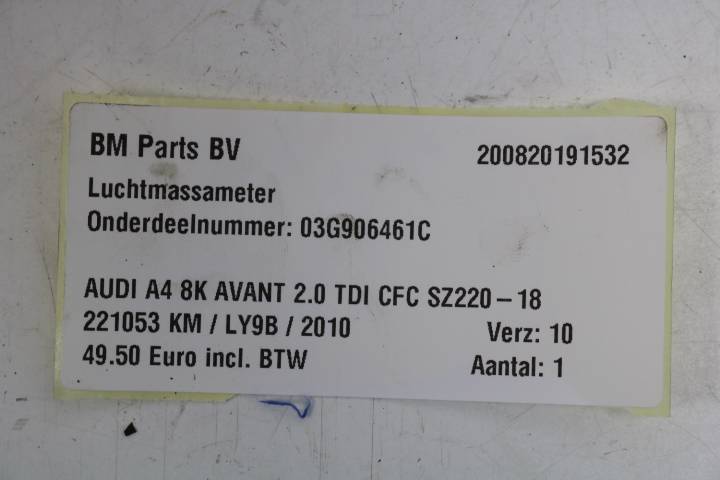 BM Parts BV 200820191532
Luchtmassameter
Onderdeelnummer: 03G906461C
AUDI A4 8K AVANT 2.0 TDI CFC SZ220-18
221053 KM / LY9B / 2010 Verz: 10
49.50 Euro incl. BTW Aantal: 1